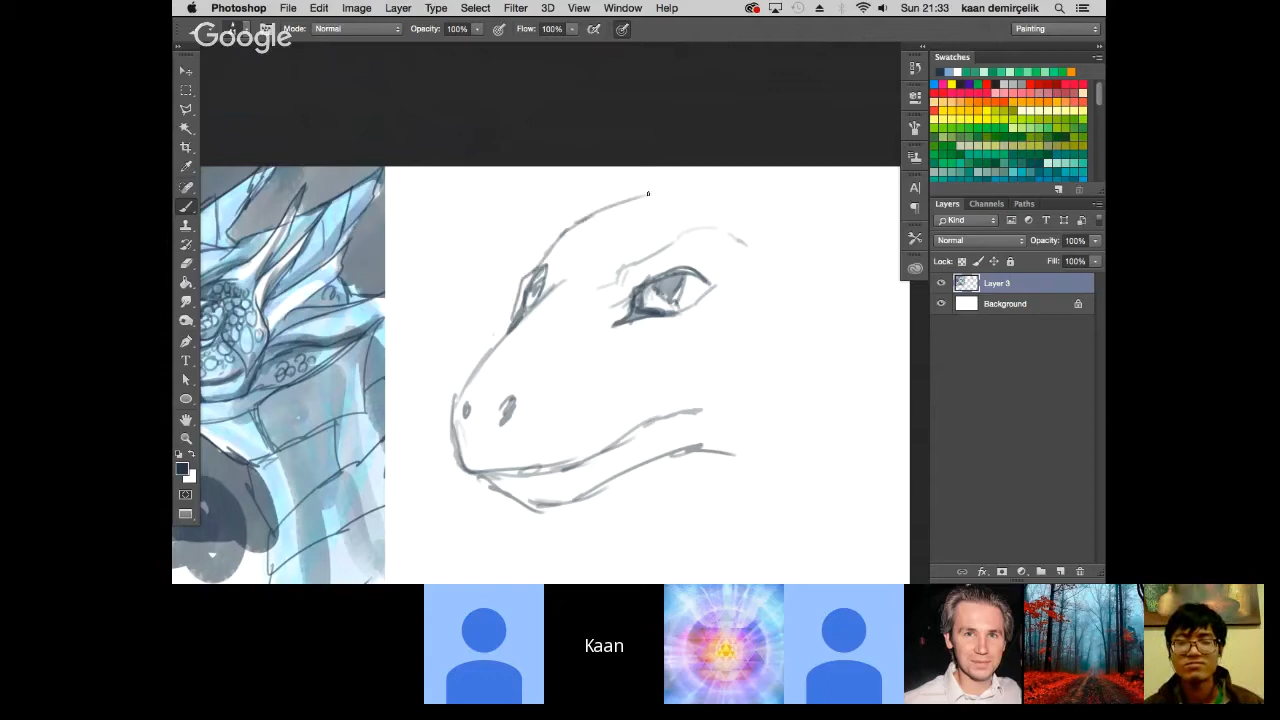 Photoshop File Edit Image Layer Type Select Filter 3D View Window Help Sun 21:33 kaan demirçelik
Google Mode: Normal Opacity: 100% Flow: 100% Painting
Swatches
Layers Channels Paths
Kind
Normal Opacity: 100%
Lock: Fill: 100%
Layer 3
Background
Kaan